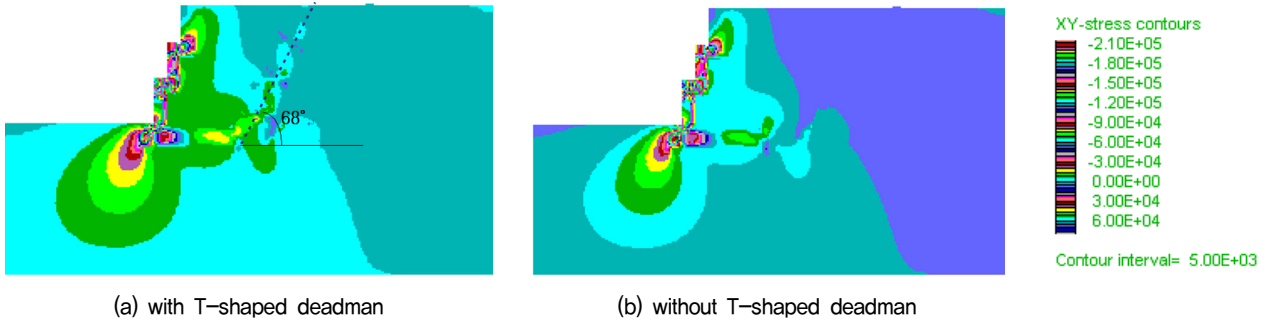 68°
XY-stress contours
-2.10E+05
-1.80E+05
-1.50E+05
-1.20E+05
-9.00E+04
-6.00E+04
-3.00E+04
0.00E+00
3.00E+04
6.00E+04
Contour interval= 5.00E+03
(a) with T-shaped deadman
(b) without T-shaped deadman